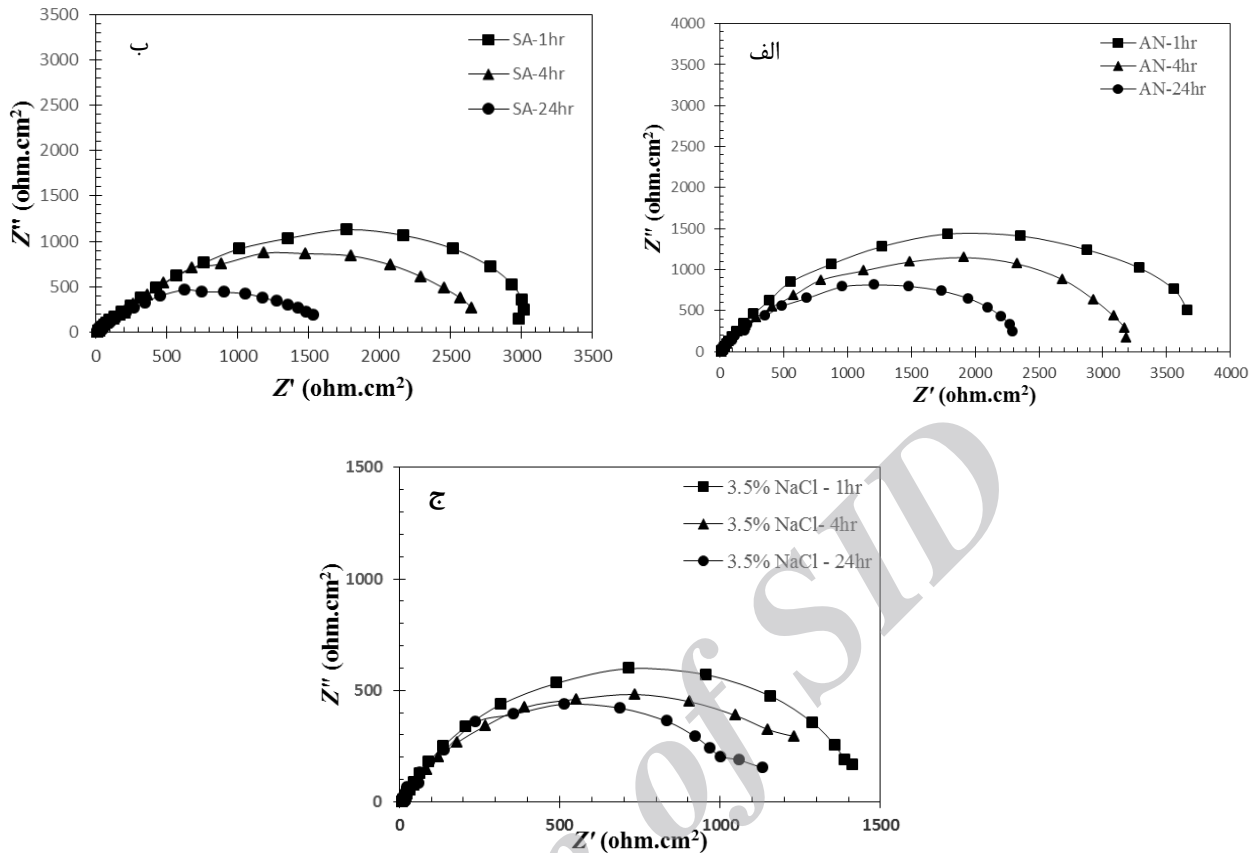 ب
SA-1hr
SA-4hr
SA-24hr
3500
3000
2500
2000
1500
1000
500
0
0 500 1000 1500 2000 2500 3000 3500
Z'' (ohm.cm²)
Z' (ohm.cm²)
الف
AN-1hr
AN-4hr
AN-24hr
4000
3500
3000
2500
2000
1500
1000
500
0
0 500 1000 1500 2000 2500 3000 3500 4000
Z'' (ohm.cm²)
Z' (ohm.cm²)
ج
3.5% NaCl - 1hr
3.5% NaCl- 4hr
3.5% NaCl - 24hr
1500
1000
500
0
0 500 1000 1500
Z'' (ohm.cm²)
Z' (ohm.cm²)
of SID